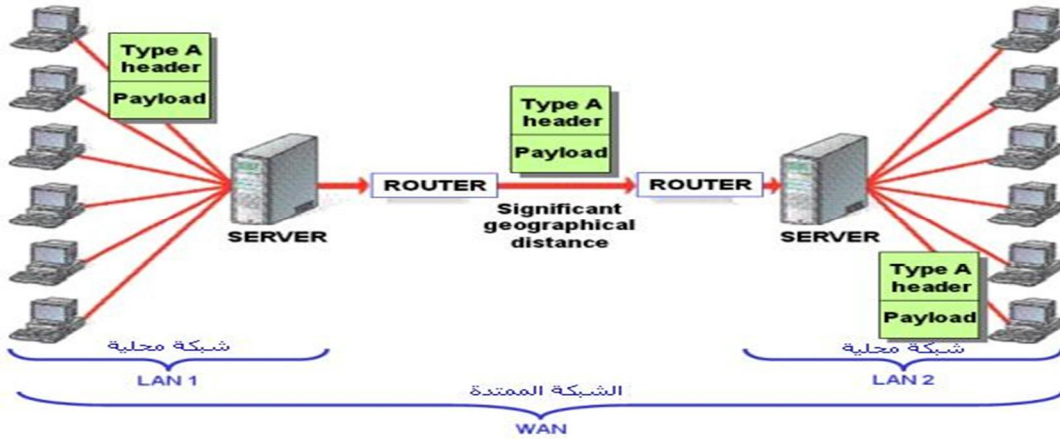 Type A
header
Payload
Type A
header
Payload
ROUTER
ROUTER
Significant
geographical
distance
SERVER
SERVER
Type A
header
Payload
شبكة محلية
شبكة محلية
LAN 1
LAN 2
الشبكة الممتدة
WAN